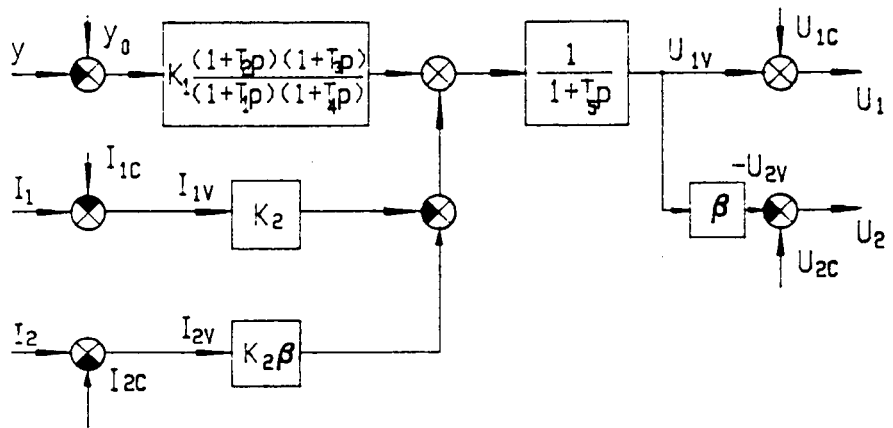 y
y₀
K₁ (1+T₂p)(1+T₃p)
(1+T₁p)(1+T₄p)
1
1+T₅p
U₁ᵥ
U₁C
U₁
I₁
I₁C
I₁ᵥ
K₂
-U₂ᵥ
β
U₂
U₂C
I₂
I₂C
I₂ᵥ
K₂β